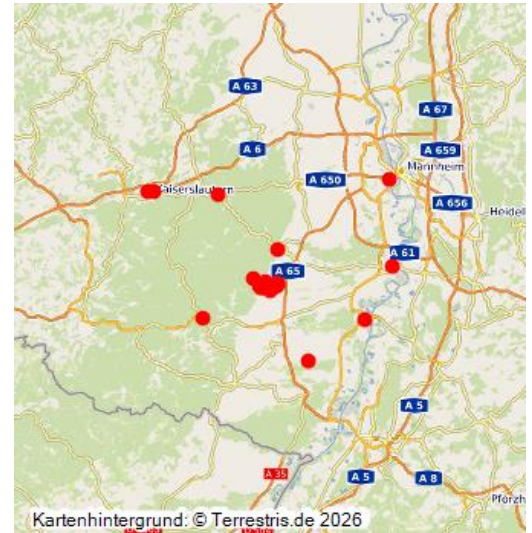 A 63
A 67
A 6
A 659
Mannheim
Kaiserslautern
A 650
A 656
Heidel
A 61
A 65
A 5
A 35
A 5
A 8
Pforzh
Kartenhintergrund: © Terrestris.de 2026